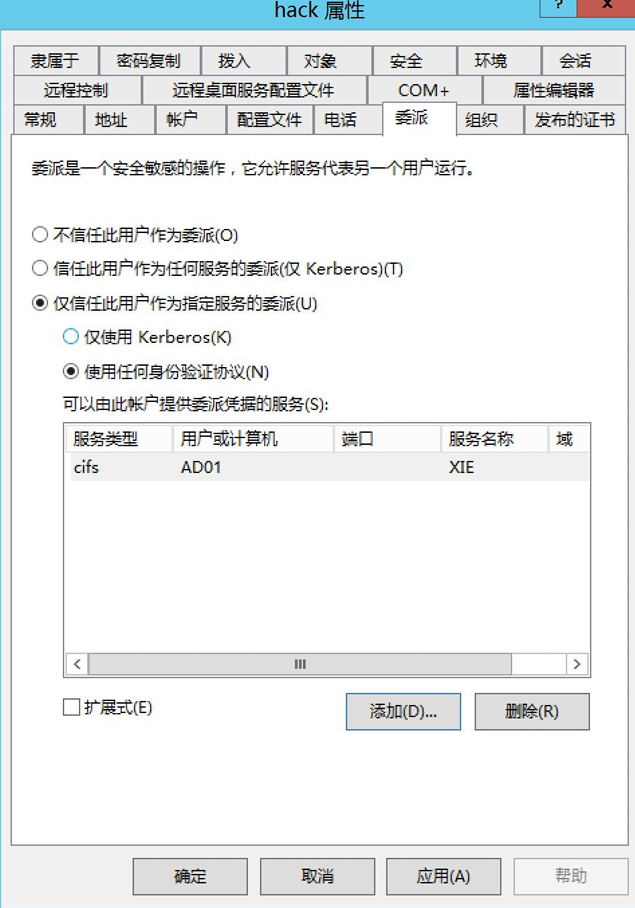 hack 属性
?
x
隶属于 密码复制 拨入 对象 安全 环境 会话
远程控制 远程桌面服务配置文件 COM+ 属性编辑器
常规 地址 帐户 配置文件 电话 委派 组织 发布的证书
委派是一个安全敏感的操作，它允许服务代表另一个用户运行。
不信任此用户作为委派(O)
信任此用户作为任何服务的委派(仅 Kerberos)(T)
仅信任此用户作为指定服务的委派(U)
仅使用 Kerberos(K)
使用任何身份验证协议(N)
可以由此帐户提供委派凭据的服务(S):
服务类型 用户或计算机 端口 服务名称 域
cifs AD01 XIE
扩展式(E) 添加(D)... 删除(R)
确定 取消 应用(A) 帮助